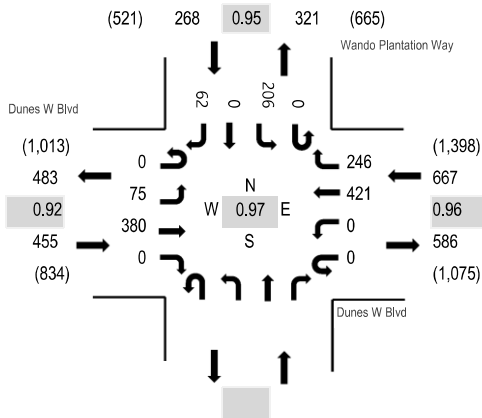 (521) 268 0.95 321 (665)
Wando Plantation Way
Dunes W Blvd
62 0 206 0
(1,013) (1,398)
483 0 246 667
75 N 421
0.92 W 0.97 E 0.96
380 0
455 S 586
0 0
(834) (1,075)
Dunes W Blvd